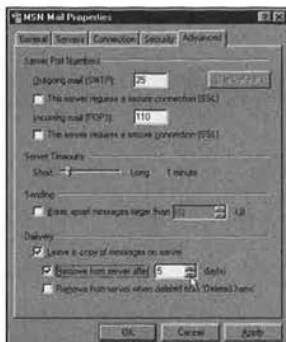 MSN Mail Properties
General Servers Connection Security Advanced
Server Port Numbers
Outgoing mail (SMTP): 25
This server requires a secure connection (SSL)
Incoming mail (POP3): 110
This server requires a secure connection (SSL)
Server Timeouts
Short Long 1 minute
Sending
Break apart messages larger than KB
Delivery
Leave a copy of messages on server
Remove from server after 5 day(s)
Remove from server when deleted from 'Deleted Items'
OK Cancel Apply